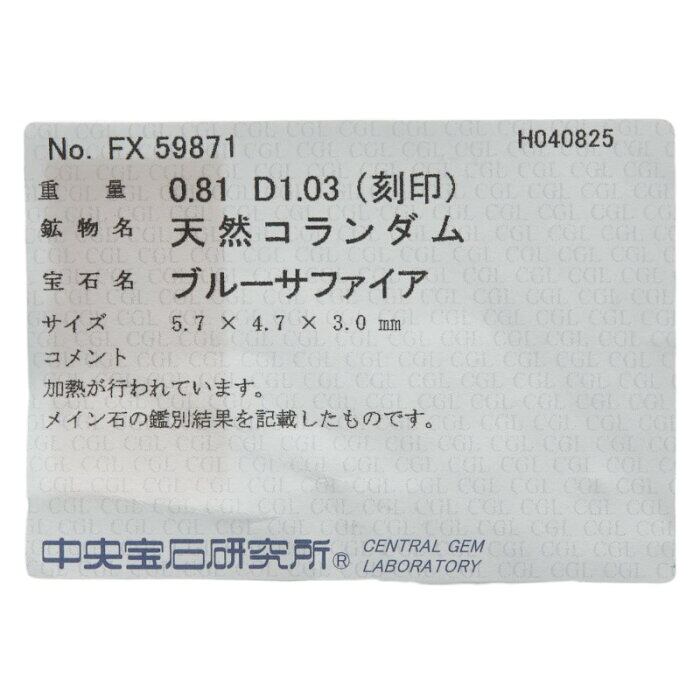 No. FX 59871
H040825
重量 0.81 D1.03（刻印）
鉱物名 天然コランダム
宝石名 ブルーサファイア
サイズ 5.7 × 4.7 × 3.0 mm
コメント
加熱が行われています。
メイン石の鑑別結果を記載したものです。
中央宝石研究所® CENTRAL GEM
LABORATORY